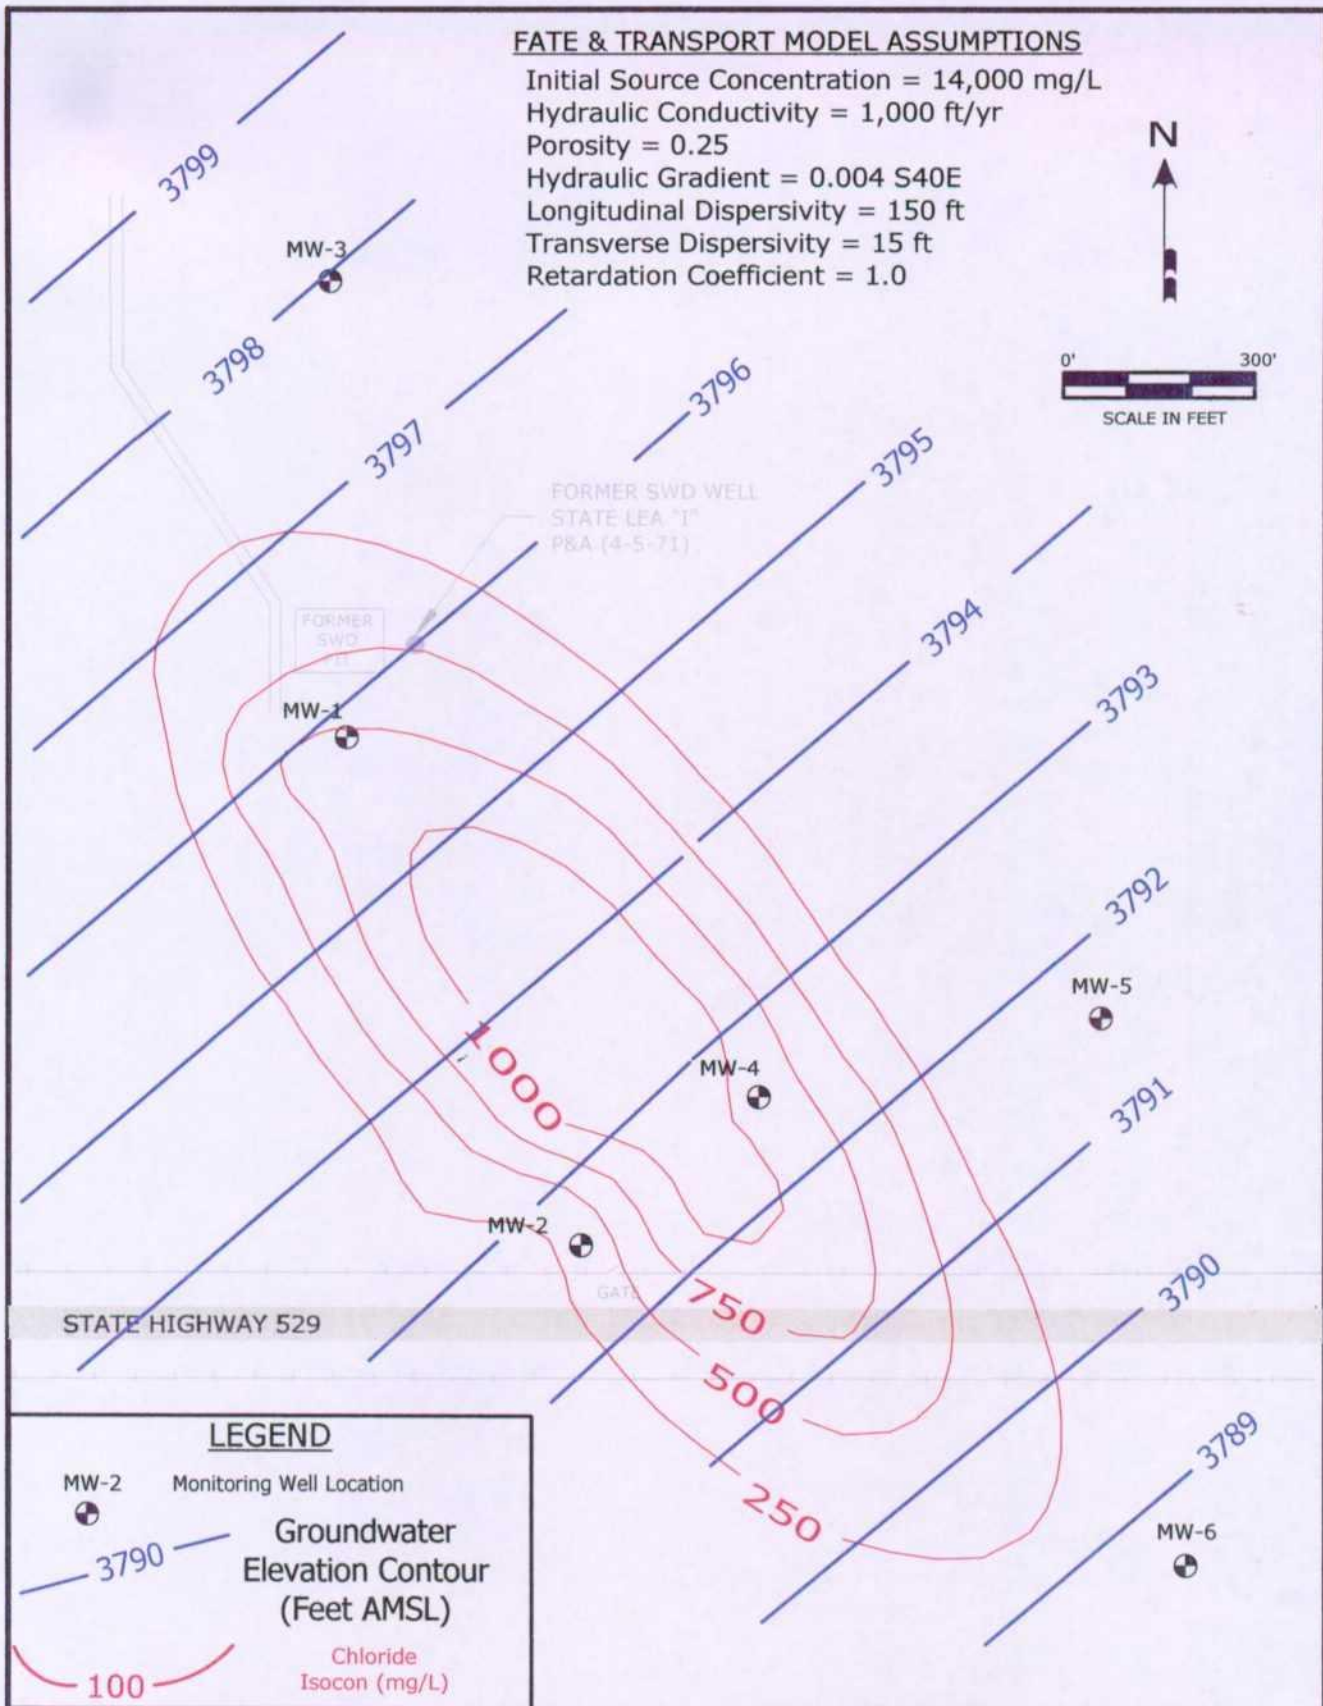 FATE & TRANSPORT MODEL ASSUMPTIONS
Initial Source Concentration = 14,000 mg/L
Hydraulic Conductivity = 1,000 ft/yr
Porosity = 0.25
Hydraulic Gradient = 0.004 S40E
Longitudinal Dispersivity = 150 ft
Transverse Dispersivity = 15 ft
Retardation Coefficient = 1.0
N
0' 300'
SCALE IN FEET
3799
MW-3
3798
3797
3796
3795
3794
3793
3792
3791
3790
3789
FORMER SWD WELL
STATE LEA "I"
P&A (4-5-71)
FORMER
SWD
PIT
MW-1
MW-5
MW-4
1000
MW-2
GATE
750
STATE HIGHWAY 529
500
250
MW-6
LEGEND
MW-2 Monitoring Well Location
3790
Groundwater
Elevation Contour
(Feet AMSL)
100
Chloride
Isocon (mg/L)